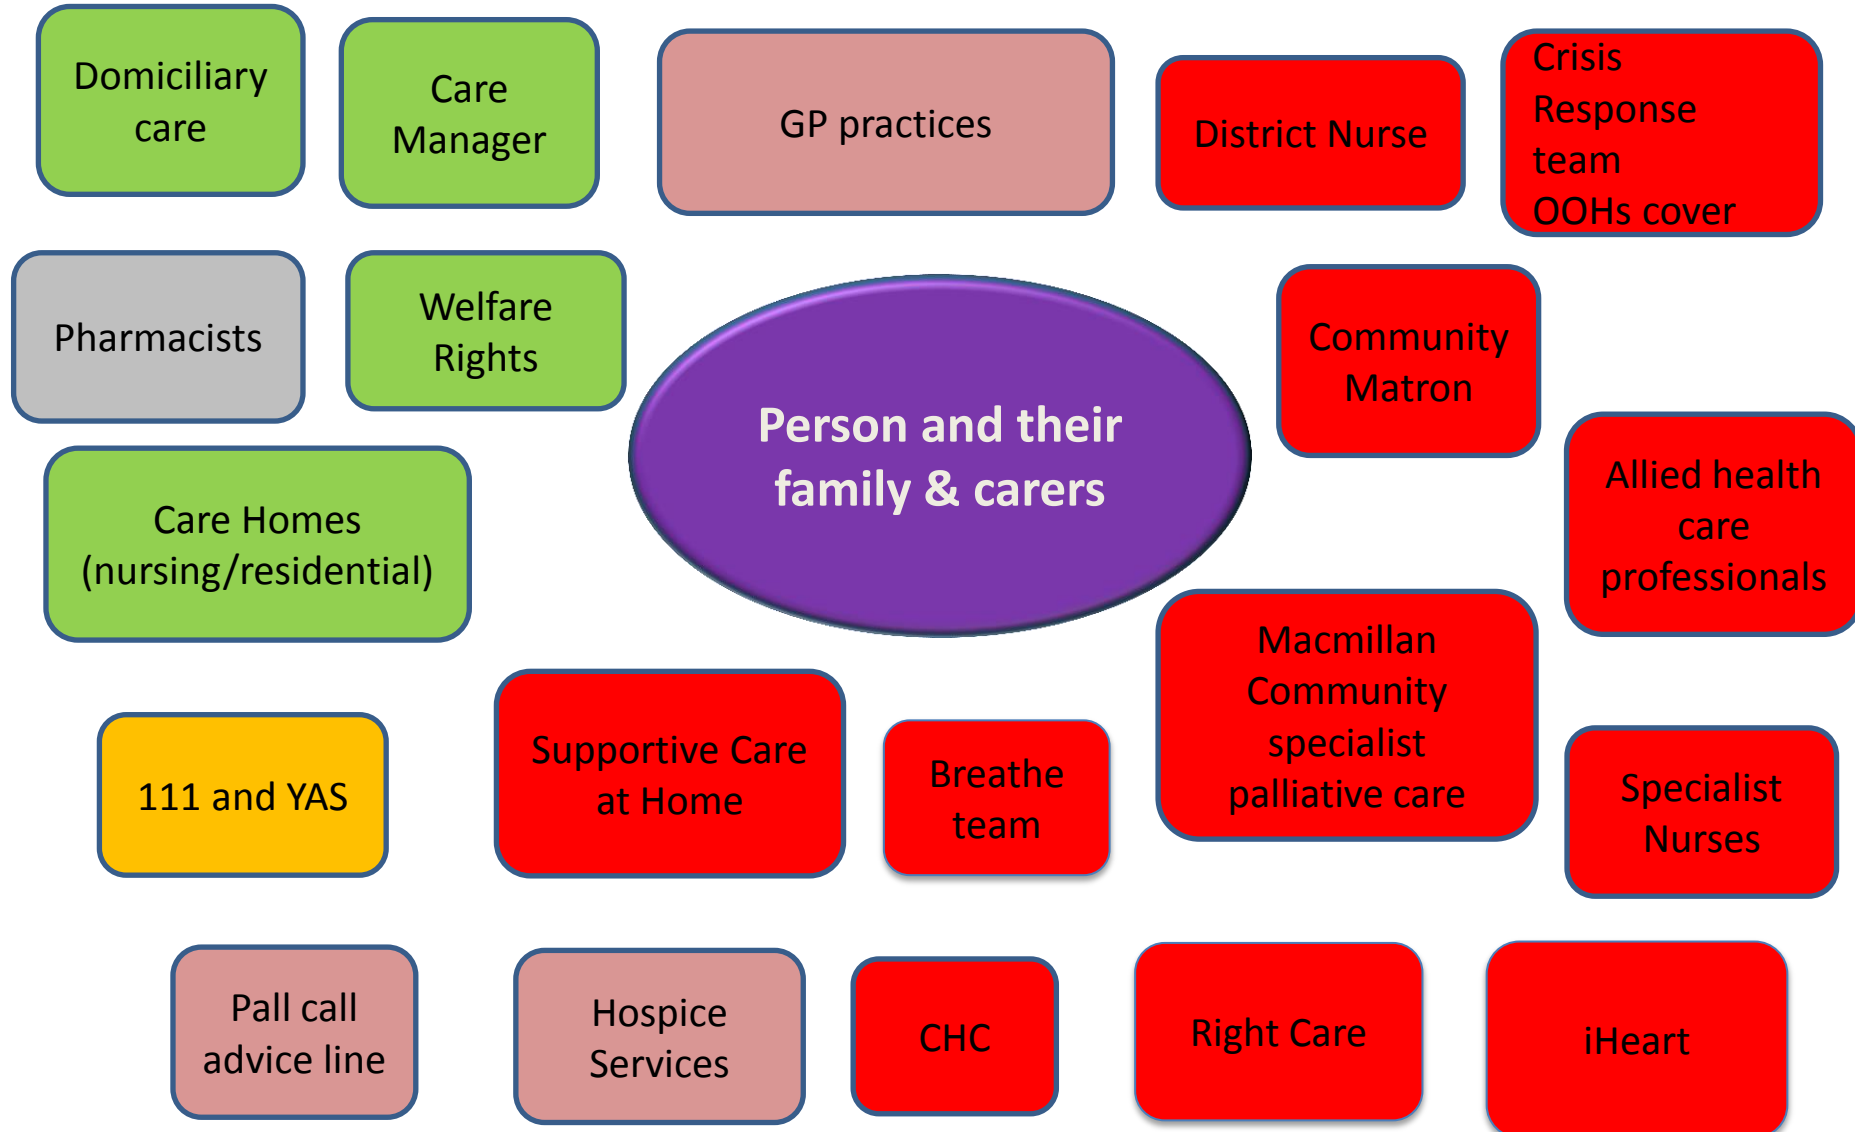 Domiciliary
care
Care
Manager
GP practices
District Nurse
Crisis
Response
team
OOHs cover
Pharmacists
Welfare
Rights
Person and their
family & carers
Community
Matron
Allied health
care
professionals
Care Homes
(nursing/residential)
Macmillan
Community
specialist
palliative care
111 and YAS
Supportive Care
at Home
Breathe
team
Specialist
Nurses
Pall call
advice line
Hospice
Services
CHC
Right Care
iHeart